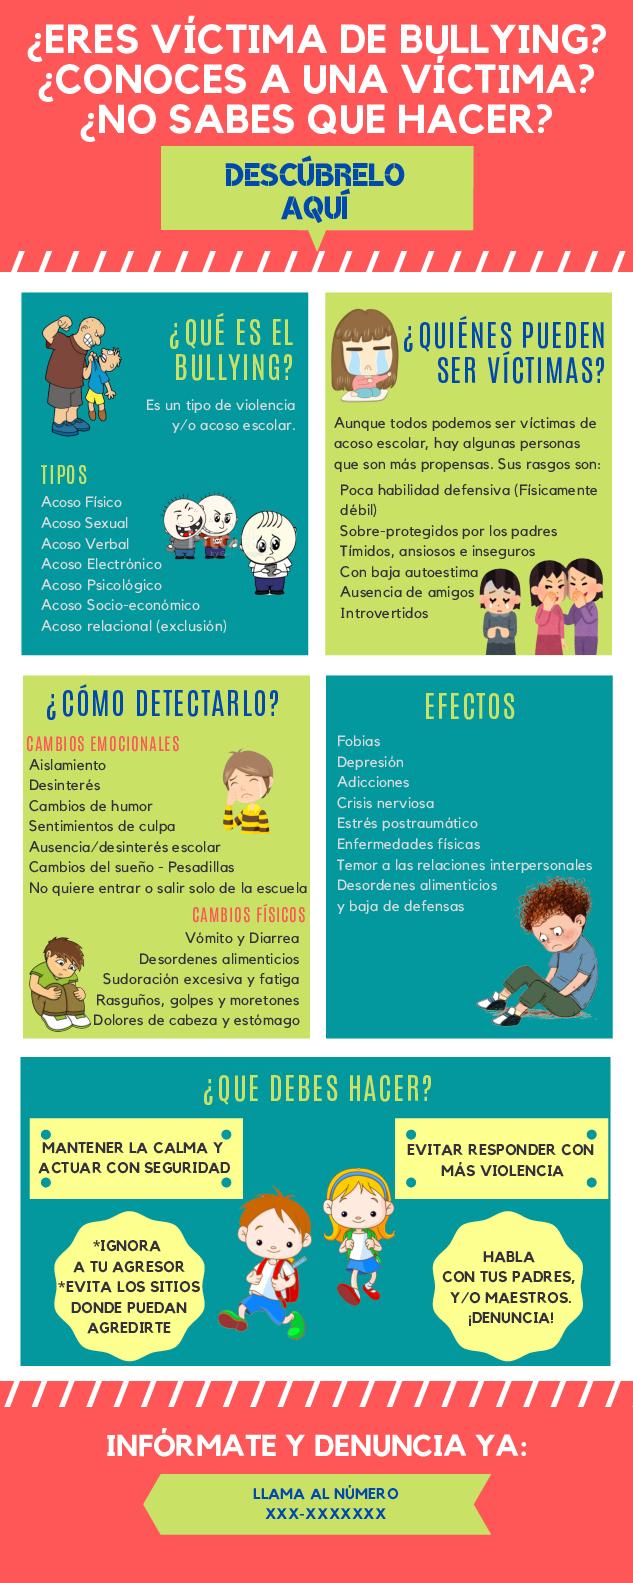 ¿ERES VÍCTIMA DE BULLYING?
¿CONOCES A UNA VÍCTIMA?
¿NO SABES QUE HACER?
DESCÚBRELO
AQUÍ
¿QUÉ ES EL
BULLYING?
Es un tipo de violencia
y/o acoso escolar.
TIPOS
Acoso Físico
Acoso Sexual
Acoso Verbal
Acoso Electrónico
Acoso Psicológico
Acoso Socio-económico
Acoso relacional (exclusión)
¿QUIÉNES PUEDEN
SER VÍCTIMAS?
Aunque todos podemos ser víctimas de
acoso escolar, hay algunas personas
que son más propensas. Sus rasgos son:
Poca habilidad defensiva (Físicamente
débil)
Sobre-protegidos por los padres
Tímidos, ansiosos e inseguros
Con baja autoestima
Ausencia de amigos
Introvertidos
¿CÓMO DETECTARLO?
CAMBIOS EMOCIONALES
Aislamiento
Desinterés
Cambios de humor
Sentimientos de culpa
Ausencia/desinterés escolar
Cambios del sueño - Pesadillas
No quiere entrar o salir solo de la escuela
CAMBIOS FÍSICOS
Vómito y Diarrea
Desordenes alimenticios
Sudoración excesiva y fatiga
Rasguños, golpes y moretones
Dolores de cabeza y estómago
EFECTOS
Fobias
Depresión
Adicciones
Crisis nerviosa
Estrés postraumático
Enfermedades físicas
Temor a las relaciones interpersonales
Desordenes alimenticios
y baja de defensas
¿QUE DEBES HACER?
MANTENER LA CALMA Y
ACTUAR CON SEGURIDAD
EVITAR RESPONDER CON
MÁS VIOLENCIA
*IGNORA
A TU AGRESOR
*EVITA LOS SITIOS
DONDE PUEDAN
AGREDIRTE
HABLA
CON TUS PADRES,
Y/O MAESTROS.
¡DENUNCIA!
INFÓRMATE Y DENUNCIA YA:
LLAMA AL NÚMERO
XXX-XXXXXXX